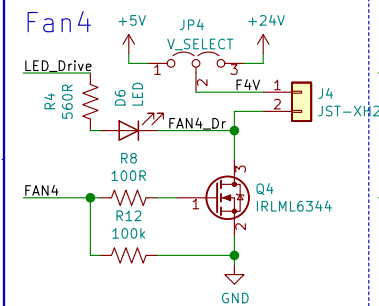 Fan4
+5V
JP4
+24V
V_SELECT
1
3
2
LED_Drive
R4
560R
D6
LED
F4V
1
2
J4
JST-XH2
FAN4_Dr
R8
100R
3
Q4
IRLML6344
FAN4
1
R12
100k
2
GND